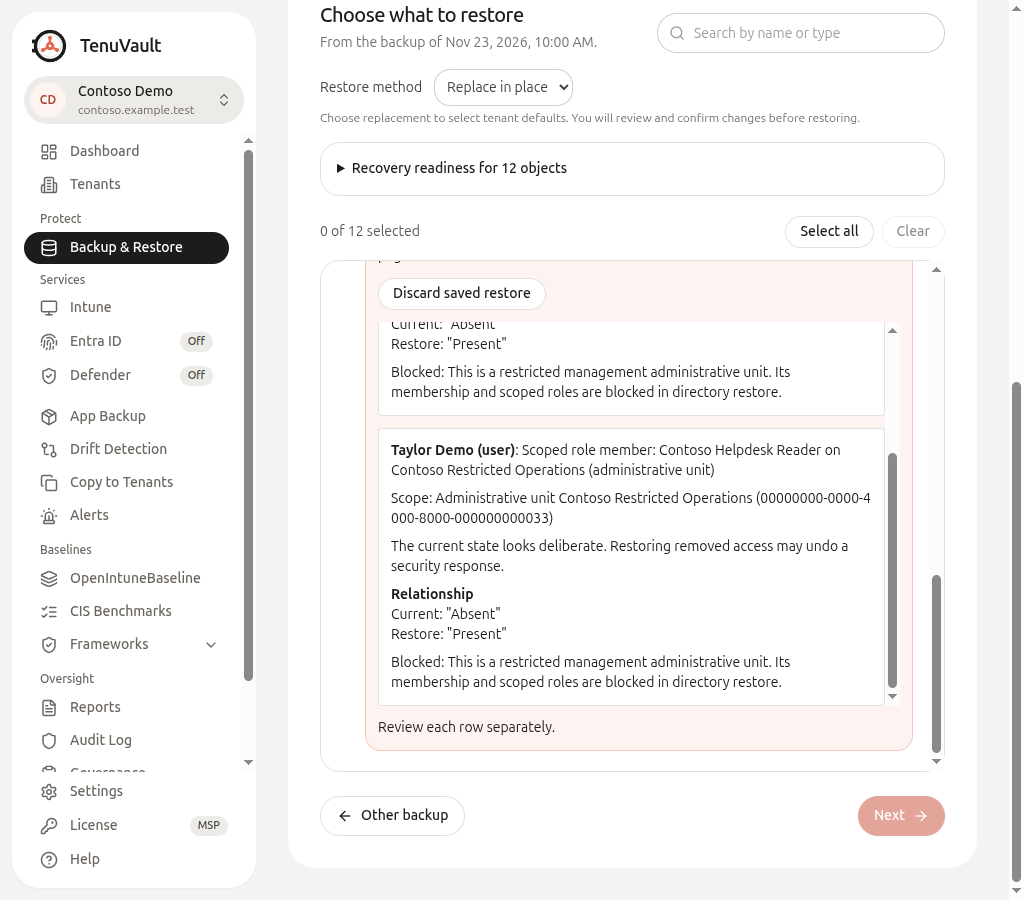 TenuVault
CD
Contoso Demo
contoso.example.test
Dashboard
Tenants
Protect
Backup & Restore
Services
Intune
Entra ID
Off
Defender
Off
App Backup
Drift Detection
Copy to Tenants
Alerts
Baselines
OpenIntuneBaseline
CIS Benchmarks
Frameworks
Oversight
Reports
Audit Log
Governance
Settings
License
MSP
Help
Choose what to restore
From the backup of Nov 23, 2026, 10:00 AM.
Search by name or type
Restore method
Replace in place
Choose replacement to select tenant defaults. You will review and confirm changes before restoring.
Recovery readiness for 12 objects
0 of 12 selected
Select all
Clear
Discard saved restore
Current: "Absent"
Restore: "Present"
Blocked: This is a restricted management administrative unit. Its
membership and scoped roles are blocked in directory restore.
Taylor Demo (user): Scoped role member: Contoso Helpdesk Reader on
Contoso Restricted Operations (administrative unit)
Scope: Administrative unit Contoso Restricted Operations (00000000-0000-4
000-8000-000000000033)
The current state looks deliberate. Restoring removed access may undo a
security response.
Relationship
Current: "Absent"
Restore: "Present"
Blocked: This is a restricted management administrative unit. Its
membership and scoped roles are blocked in directory restore.
Review each row separately.
Other backup
Next